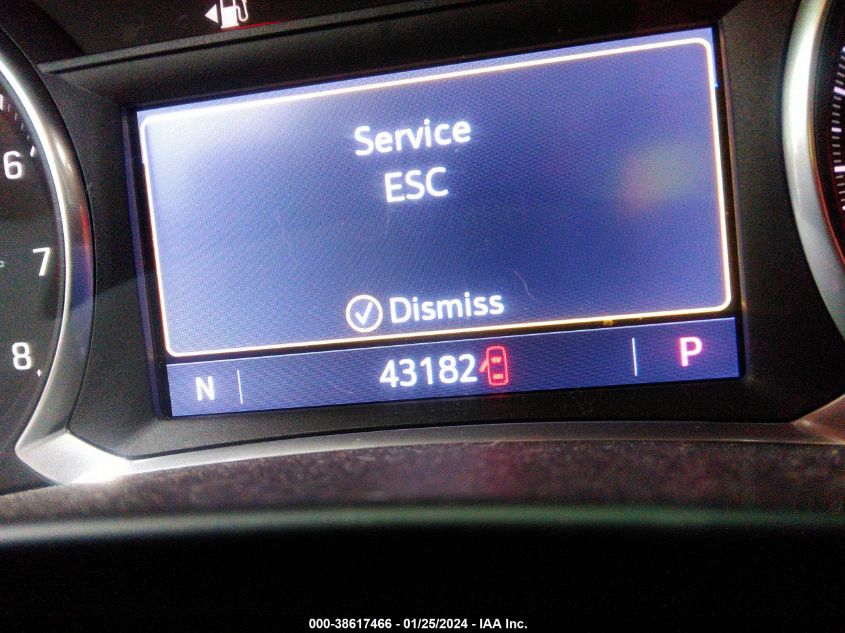 Service
ESC
Dismiss
N 43182 P
6
7
8
000-38617466 - 01/25/2024 - IAA Inc.